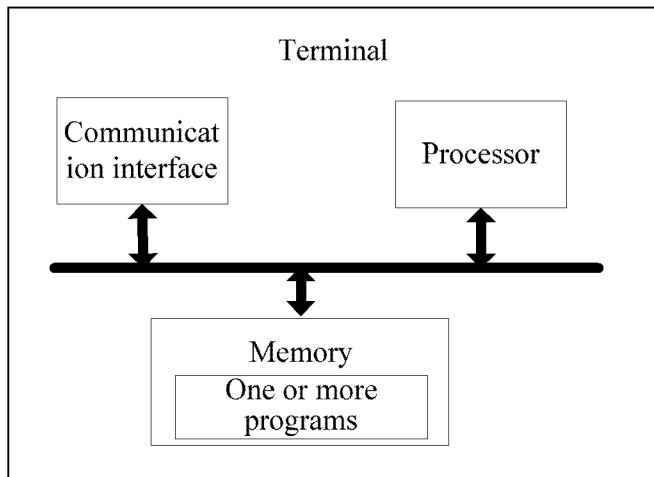 Terminal
Communicat
ion interface
Processor
Memory
One or more
programs